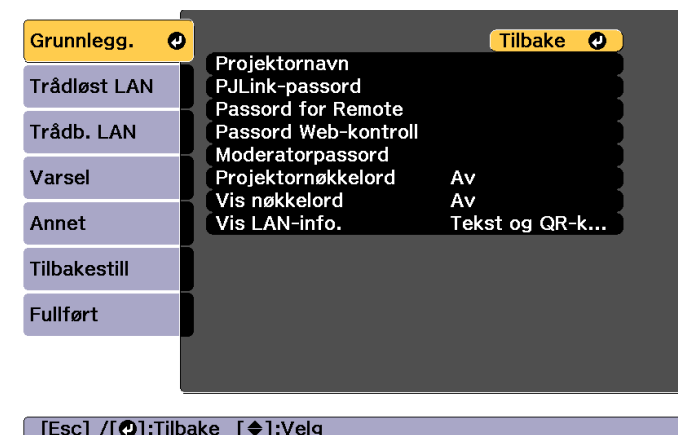 Grunnlegg.
Trådløst LAN
Trådb. LAN
Varsel
Annet
Tilbakestill
Fullført
Tilbake
Projektornavn
PJLink-passord
Passord for Remote
Passord Web-kontroll
Moderatorpassord
Projektornøkkelord Av
Vis nøkkelord Av
Vis LAN-info. Tekst og QR-k...
[Esc] /[ ]:Tilbake [ ]:Velg